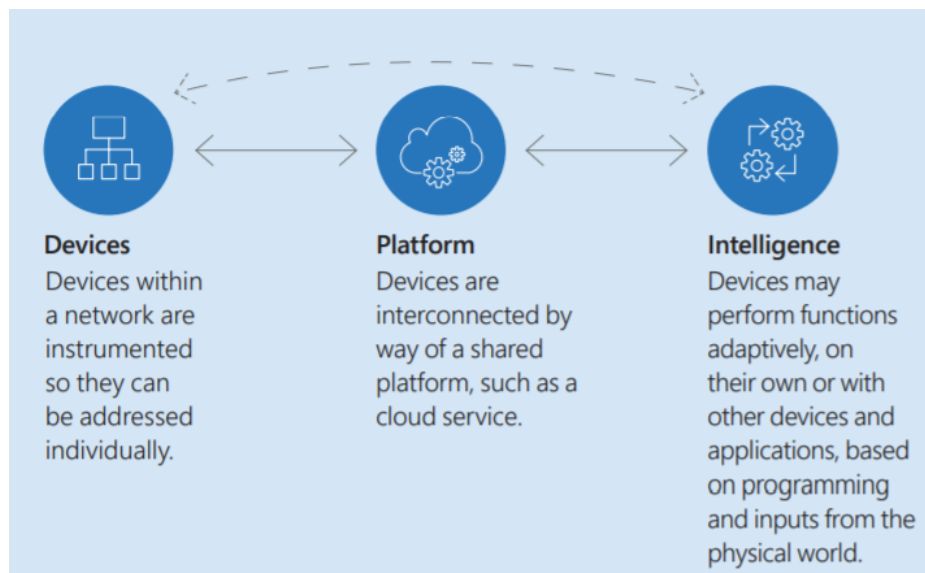 Devices
Devices within
a network are
instrumented
so they can
be addressed
individually.
Platform
Devices are
interconnected by
way of a shared
platform, such as a
cloud service.
Intelligence
Devices may
perform functions
adaptively, on
their own or with
other devices and
applications, based
on programming
and inputs from the
physical world.